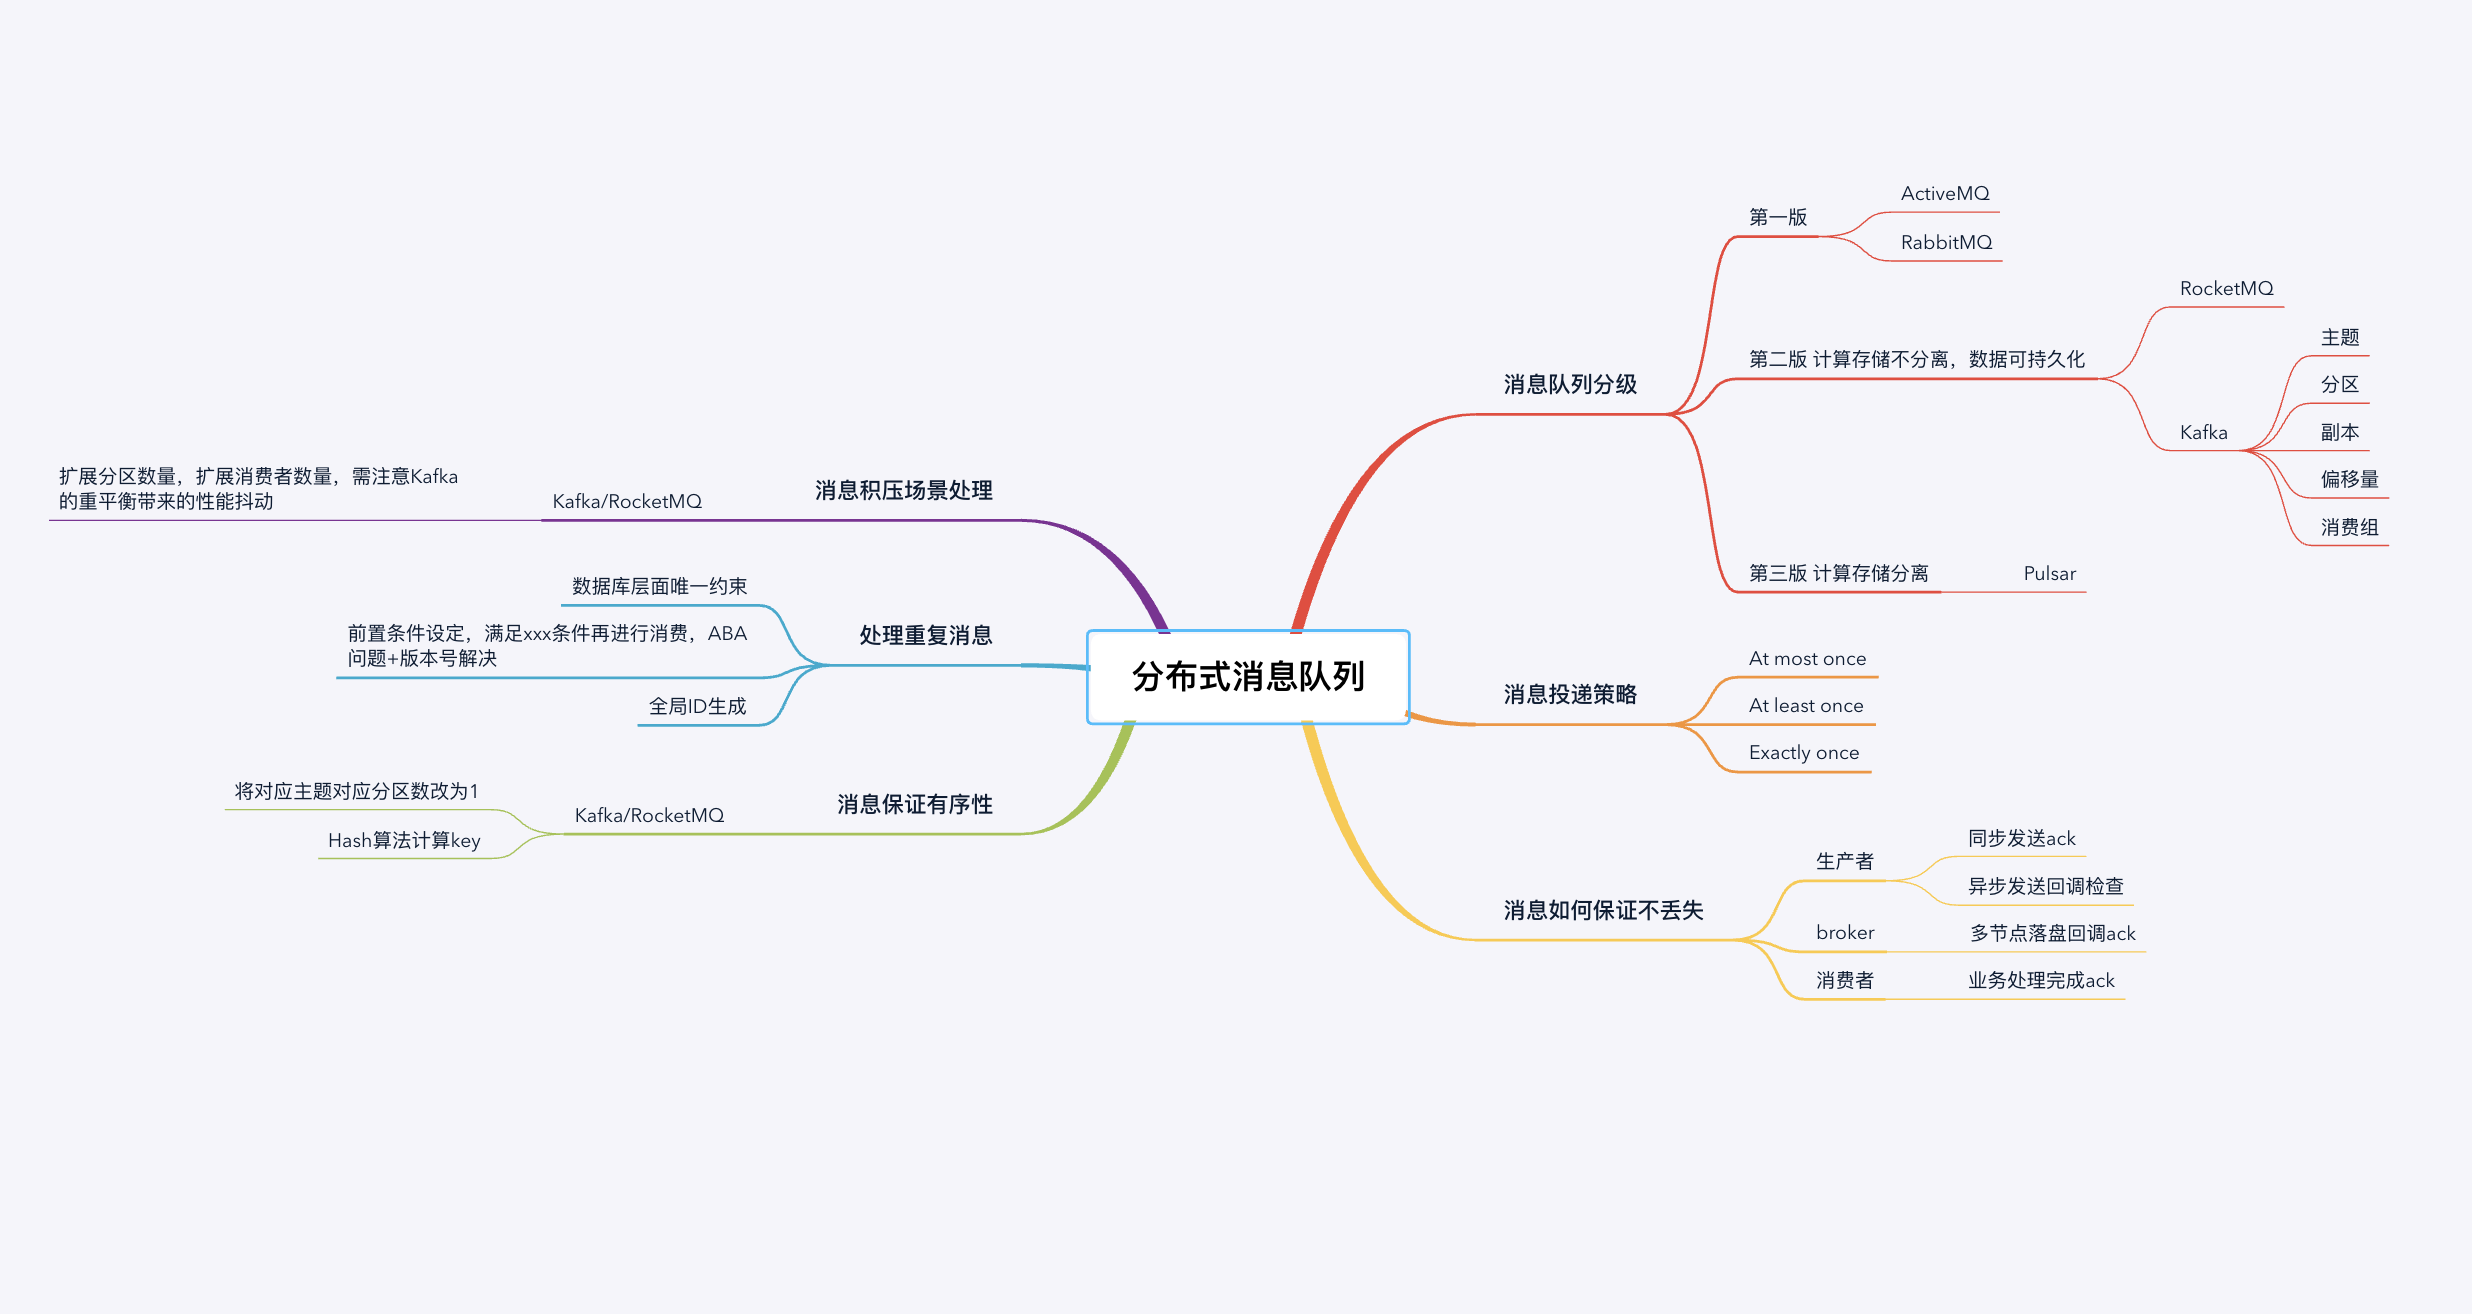 分布式消息队列
消息队列分级
第一版
ActiveMQ
RabbitMQ
第二版 计算存储不分离，数据可持久化
RocketMQ
Kafka
主题
分区
副本
偏移量
消费组
第三版 计算存储分离
Pulsar
消息投递策略
At most once
At least once
Exactly once
消息如何保证不丢失
生产者
同步发送ack
异步发送回调检查
broker
多节点落盘回调ack
消费者
业务处理完成ack
消息积压场景处理
Kafka/RocketMQ
扩展分区数量，扩展消费者数量，需注意Kafka
的重平衡带来的性能抖动
处理重复消息
数据库层面唯一约束
前置条件设定，满足xxx条件再进行消费，ABA
问题+版本号解决
全局ID生成
消息保证有序性
Kafka/RocketMQ
将对应主题对应分区数改为1
Hash算法计算key